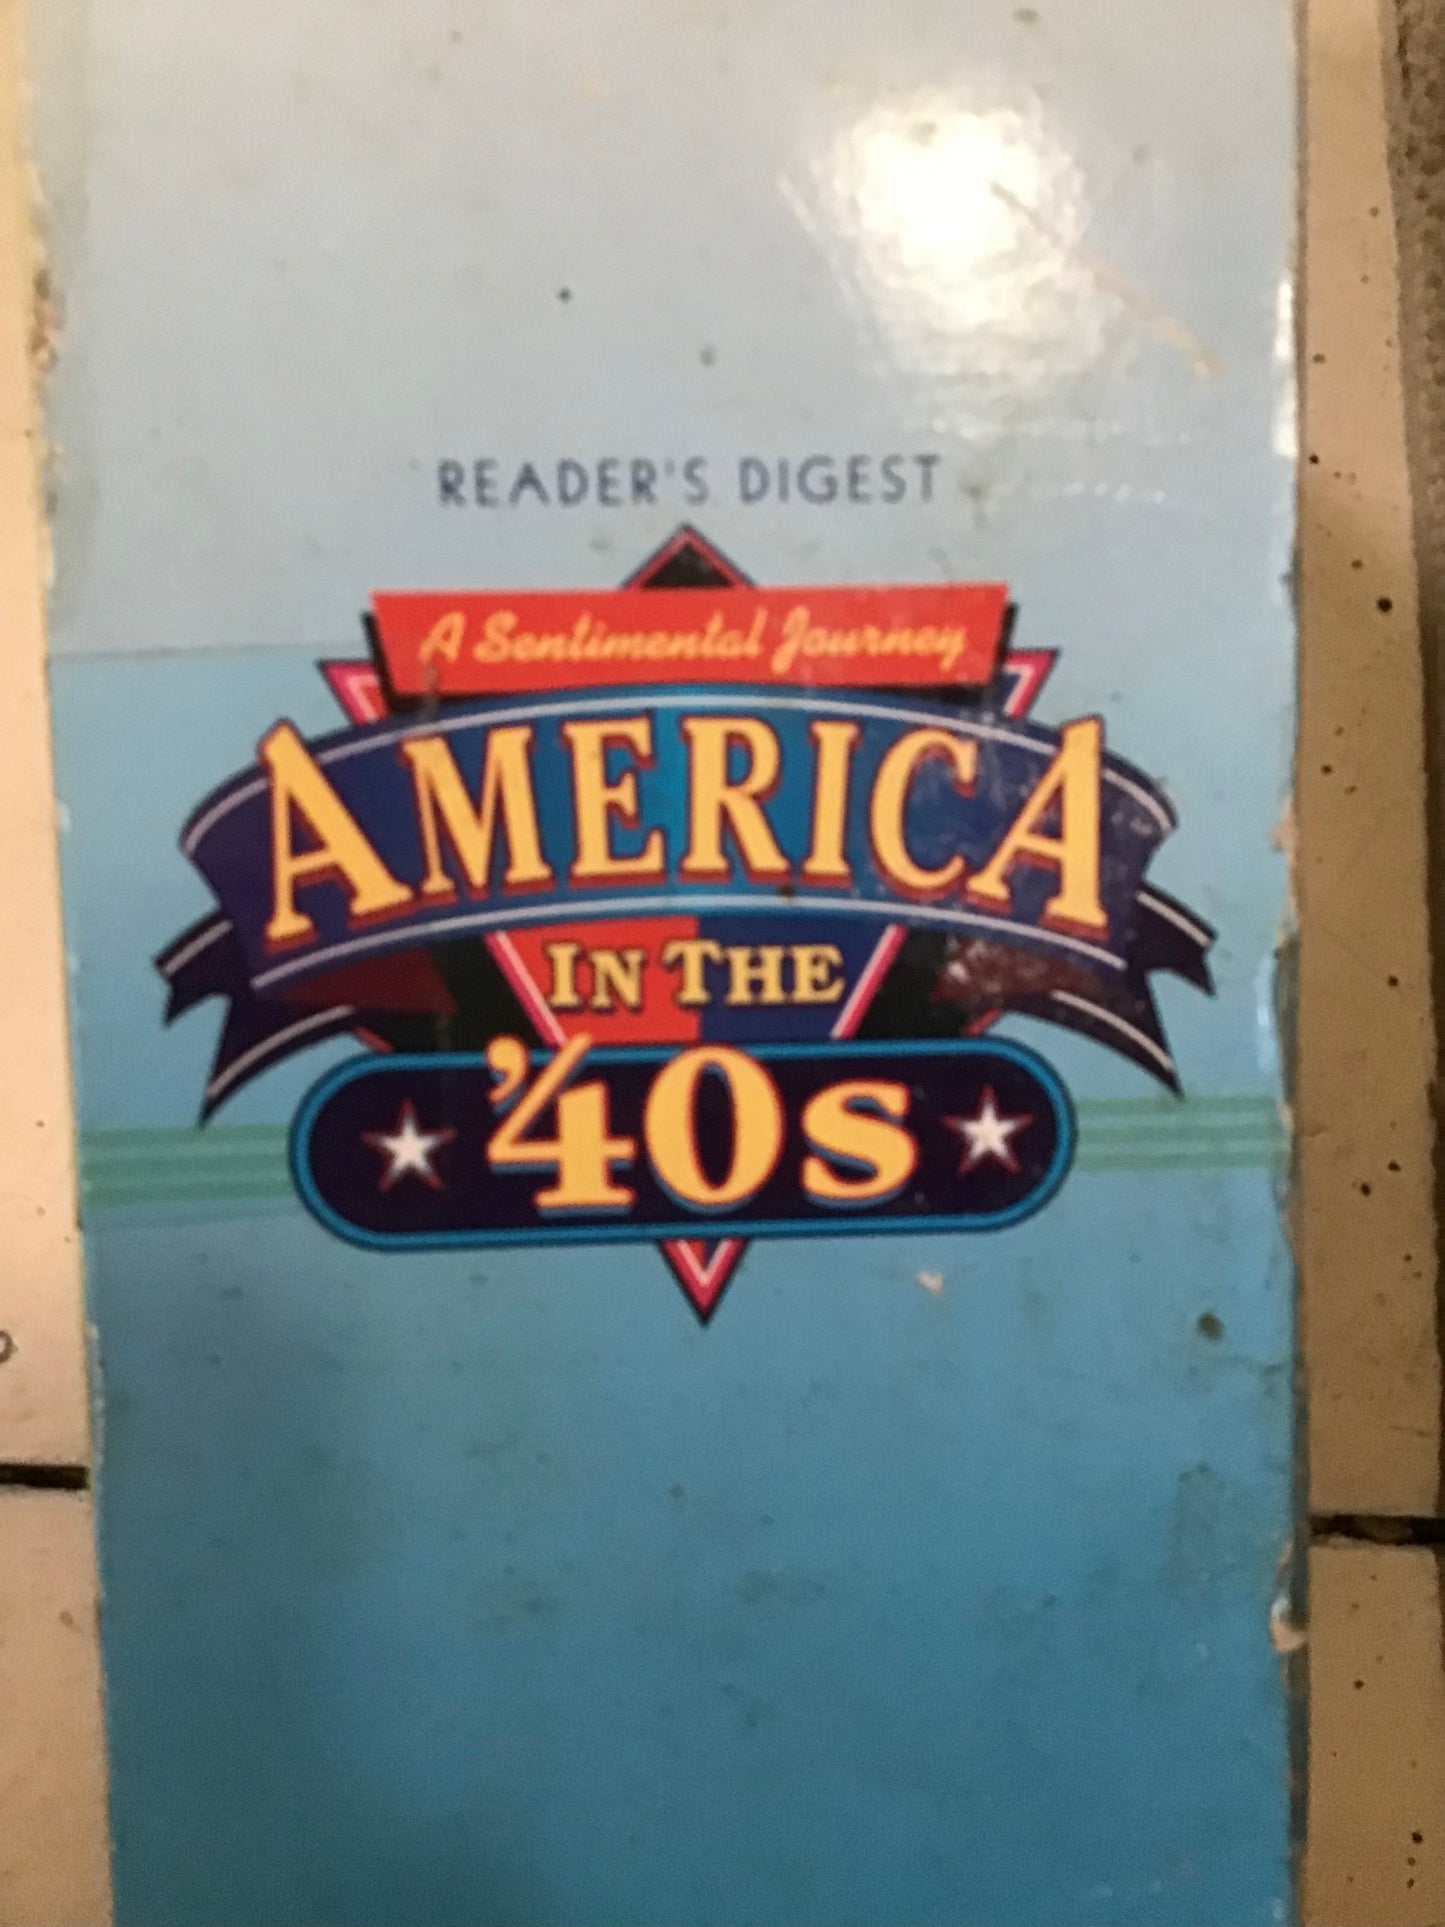 READER'S DIGEST
A Sentimental Journey
AMERICA
IN THE
'40s